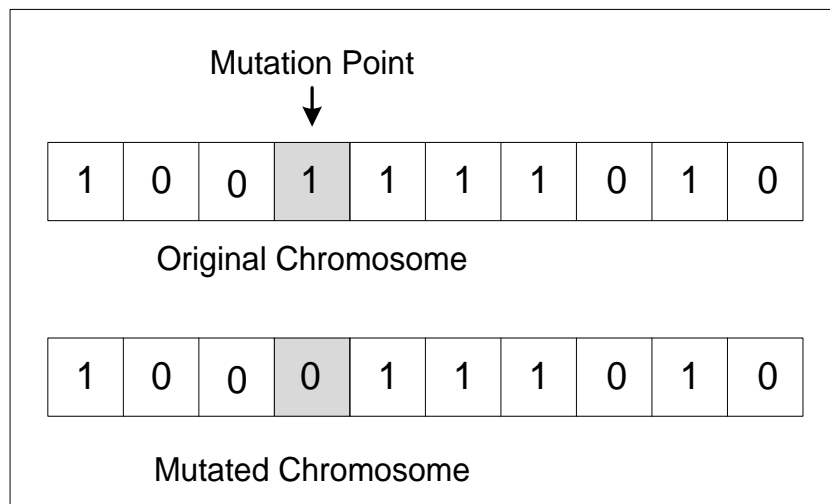 Mutation Point
1 0 0 1 1 1 1 0 1 0
Original Chromosome
1 0 0 0 1 1 1 0 1 0
Mutated Chromosome